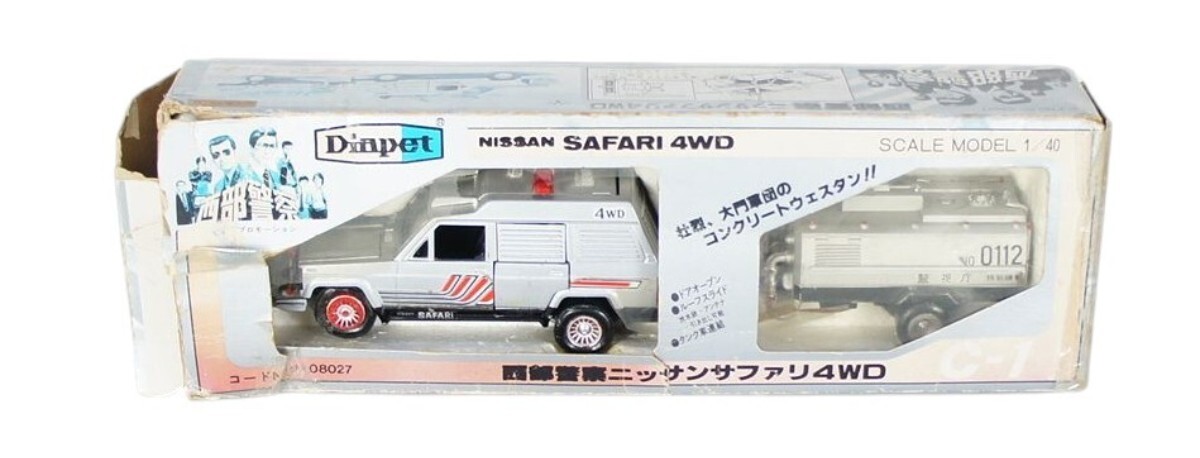 Diapet®
NISSAN SAFARI 4WD
SCALE MODEL 1/40
西部警察
プロモーション
壮烈、大門軍団の
コンクリートウェスタン!!
4WD
SAFARI
●ドアオープン
●ルーフスライド
●タンク車連結
NO 0112
警視庁
コードNo. 08027
西部警察ニッサンサファリ4WD
C-1